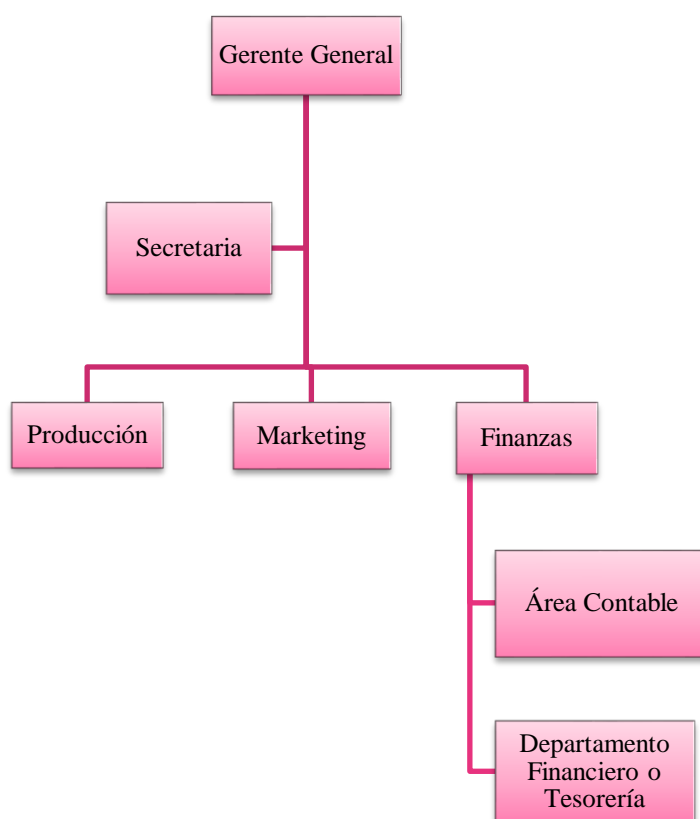 Gerente General
Secretaria
Producción
Marketing
Finanzas
Área Contable
Departamento
Financiero o
Tesorería